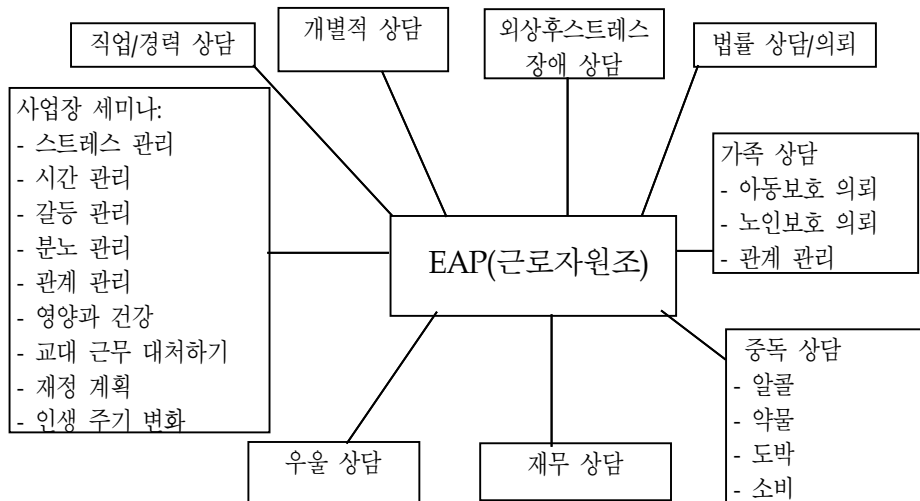 직업/경력 상담
개별적 상담
외상후스트레스
장애 상담
법률 상담/의뢰
사업장 세미나:
- 스트레스 관리
- 시간 관리
- 갈등 관리
- 분노 관리
- 관계 관리
- 영양과 건강
- 교대 근무 대처하기
- 재정 계획
- 인생 주기 변화
EAP(근로자원조)
가족 상담
- 아동보호 의뢰
- 노인보호 의뢰
- 관계 관리
중독 상담
- 알콜
- 약물
- 도박
- 소비
우울 상담
재무 상담